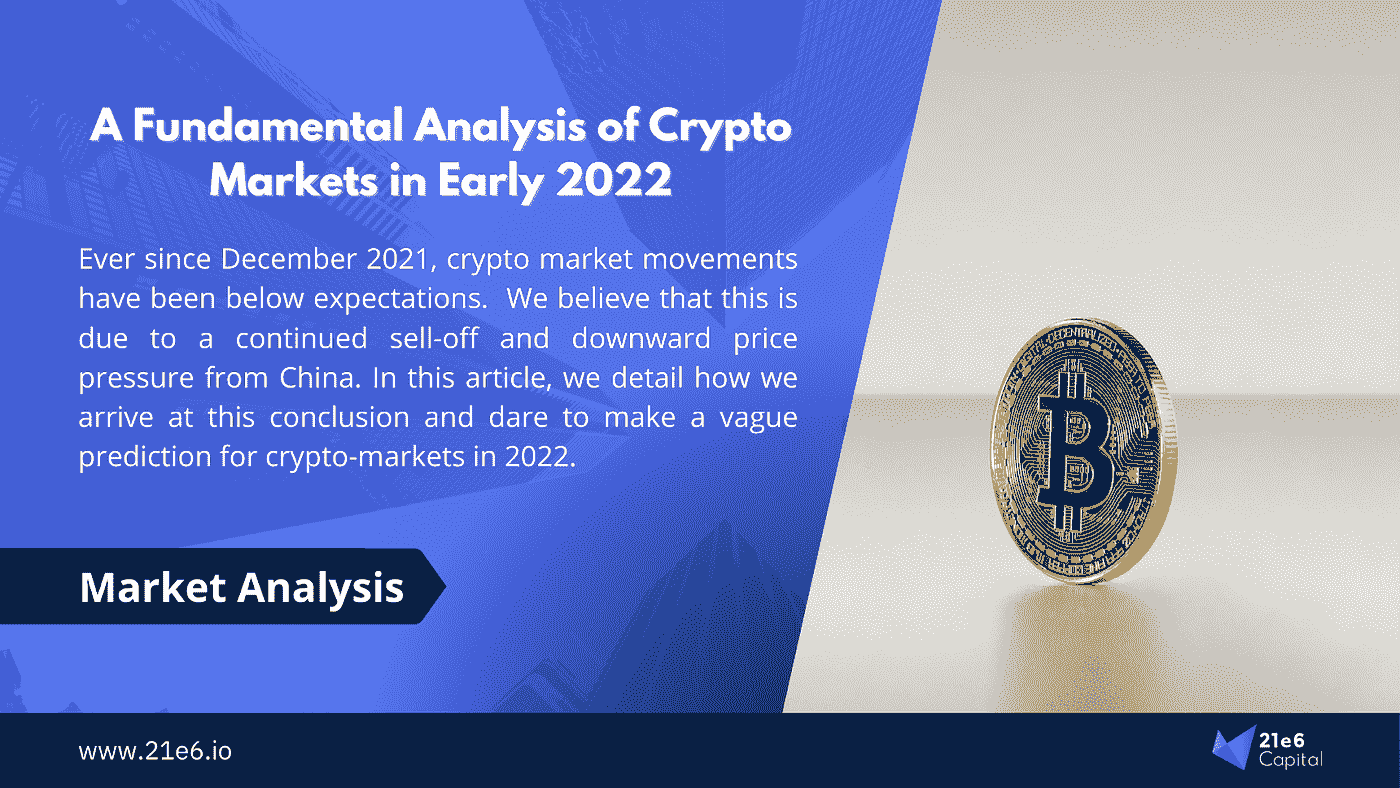 A Fundamental Analysis of Crypto
Markets in Early 2022
Ever since December 2021, crypto market movements
have been below expectations.  We believe that this is
due to a continued sell-off and downward price
pressure from China. In this article, we detail how we
arrive at this conclusion and dare to make a vague
prediction for crypto-markets in 2022.
Market Analysis
www.21e6.io
21e6
Capital
DIGITAL
DECENTRALIZED